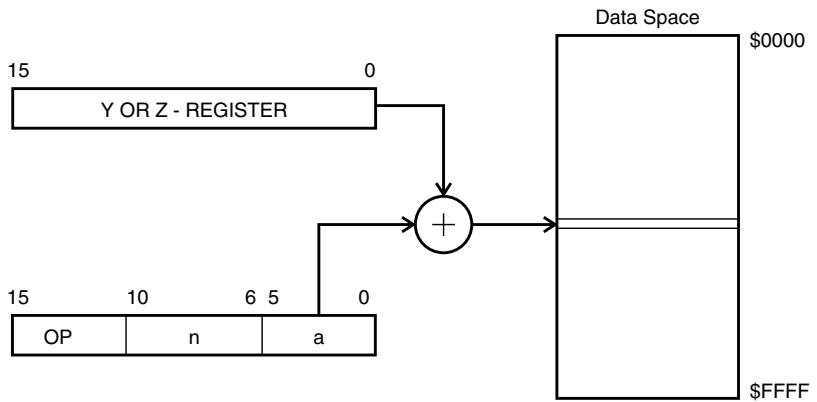 Data Space
$0000
15 0
Y OR Z - REGISTER
+
15 10 6 5 0
OP n a
$FFFF